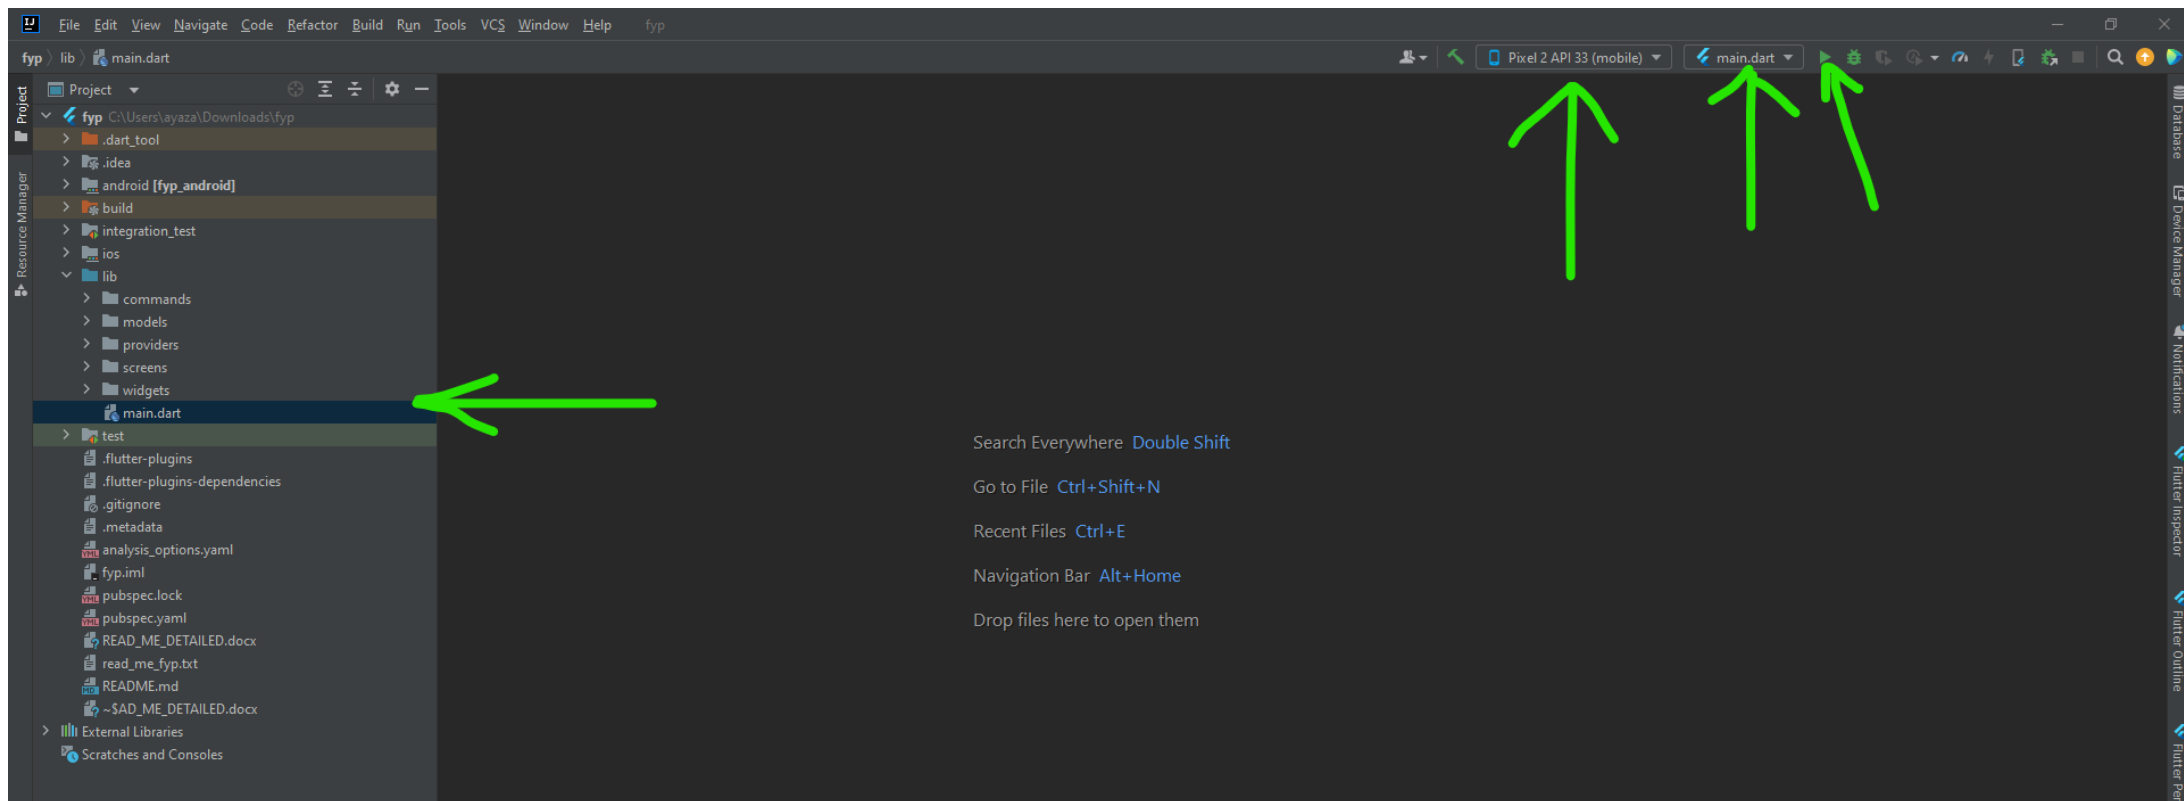 IJ File Edit View Navigate Code Refactor Build Run Tools VCS Window Help fyp
fyp lib main.dart
Pixel 2 API 33 (mobile) main.dart
Project
fyp C:\Users\ayaza\Downloads\fyp
.dart_tool
.idea
android [fyp_android]
build
integration_test
ios
lib
commands
models
providers
screens
widgets
main.dart
test
.flutter-plugins
.flutter-plugins-dependencies
.gitignore
.metadata
analysis_options.yaml
fyp.iml
pubspec.lock
pubspec.yaml
READ_ME_DETAILED.docx
read_me_fyp.txt
README.md
~$AD_ME_DETAILED.docx
External Libraries
Scratches and Consoles
Project
Resource Manager
Search Everywhere Double Shift
Go to File Ctrl+Shift+N
Recent Files Ctrl+E
Navigation Bar Alt+Home
Drop files here to open them
Database
Device Manager
Notifications
Flutter Inspector
Flutter Outline
Flutter Per